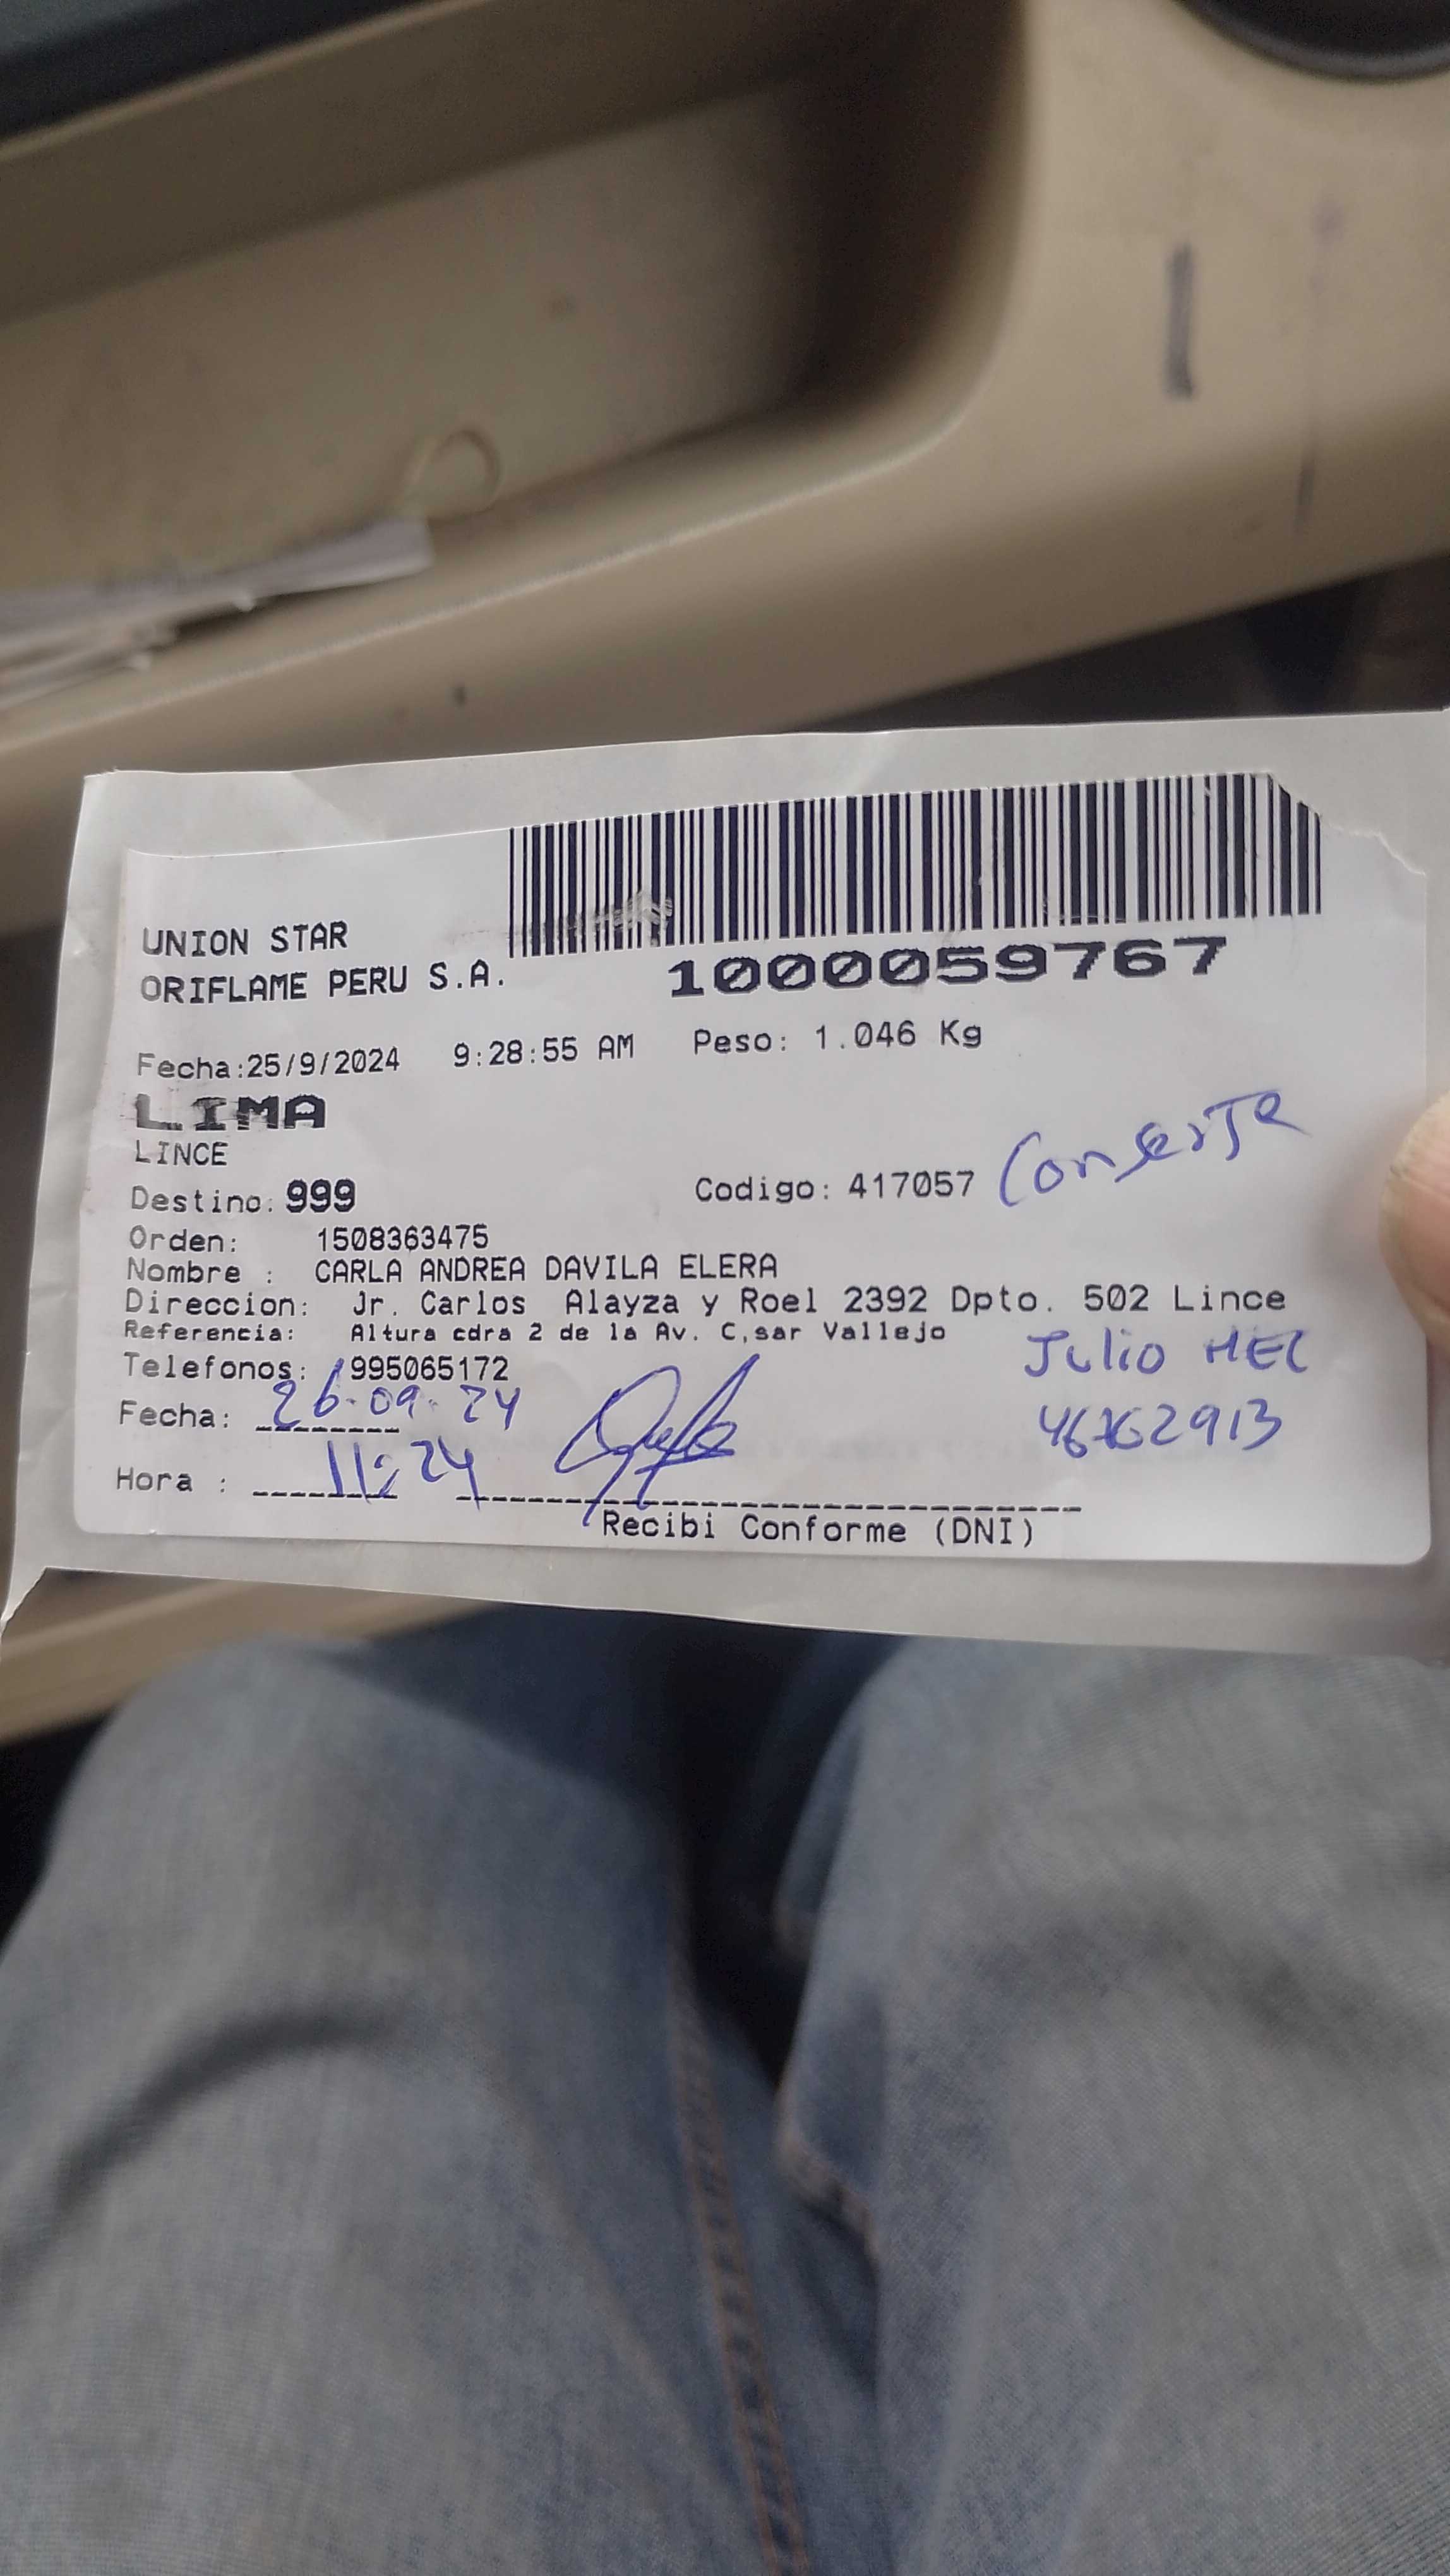 UNION STAR
ORIFLAME PERU S.A.
1000059767
Fecha:25/9/2024 9:28:55 AM Peso: 1.046 Kg
LIMA
LINCE
Destino: 999 Codigo: 417057 Conserje
Orden: 1508363475
Nombre : CARLA ANDREA DAVILA ELERA
Direccion: Jr. Carlos Alayza y Roel 2392 Dpto. 502 Lince
Referencia: Altura cdra 2 de la Av. C,sar Vallejo
Telefonos: 995065172 Julio
Fecha: 26-09-24
Hora : 11:24
Recibi Conforme (DNI)